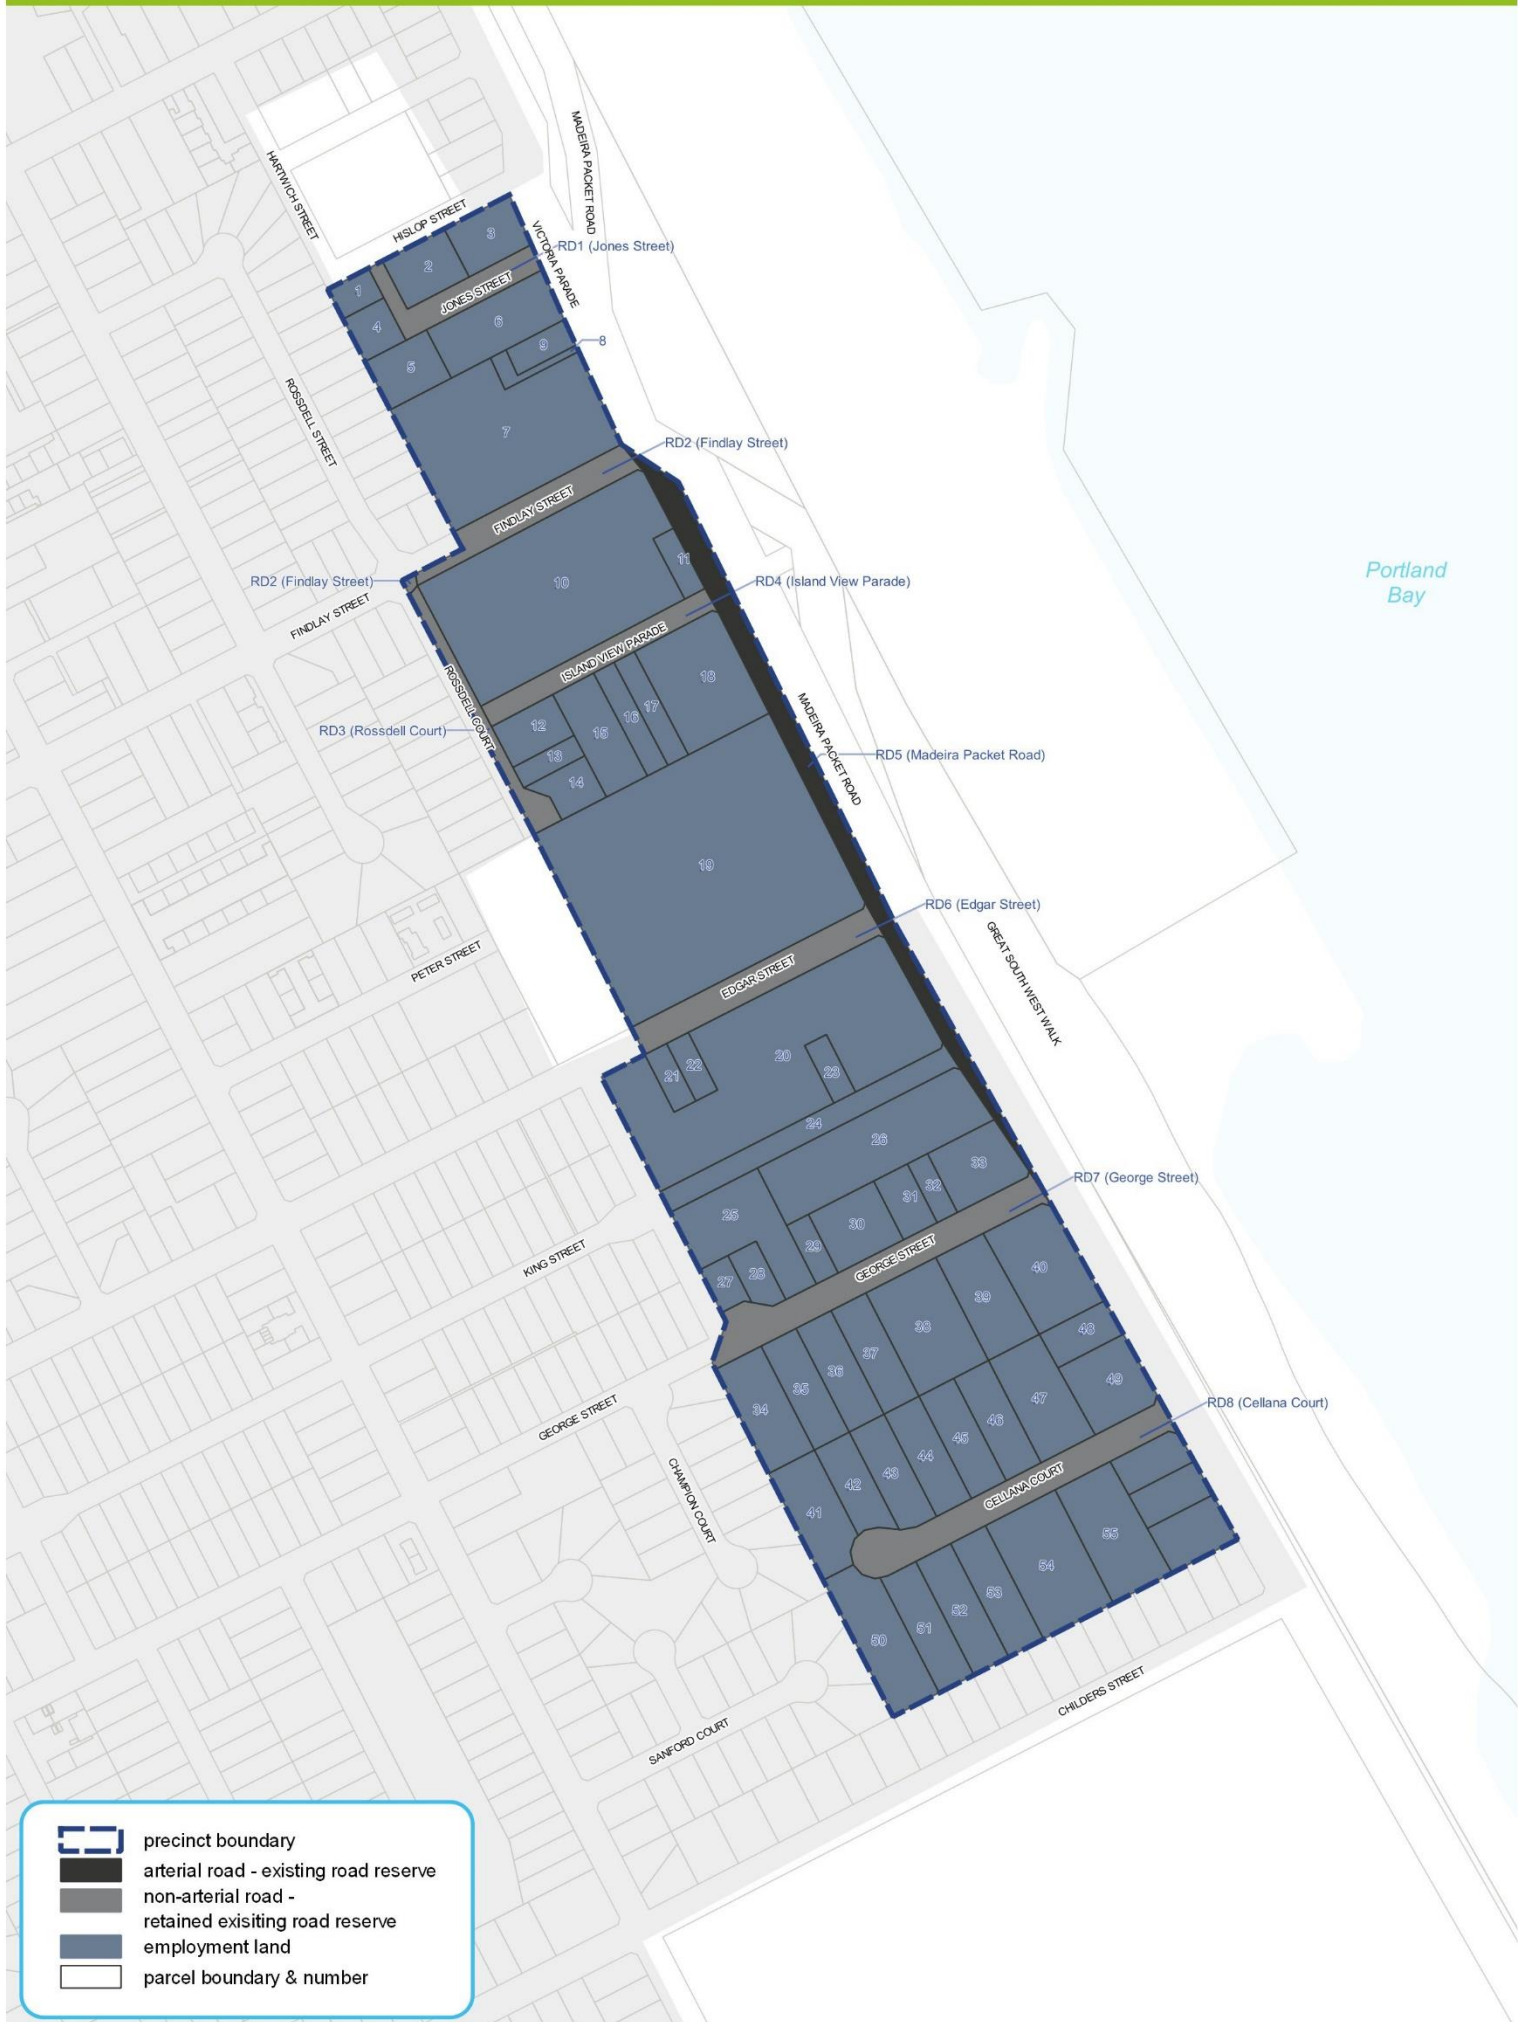 MADEIRA PACKET ROAD
HARTWICH STREET
HISLOP STREET
VICTORIA PARADE
3
RD1 (Jones Street)
2
1
JONES STREET
4
6
9
8
5
ROSSDELL STREET
7
RD2 (Findlay Street)
FINDLAY STREET
11
10
RD2 (Findlay Street)
RD4 (Island View Parade)
Portland
Bay
FINDLAY STREET
ISLAND VIEW PARADE
ROSSDELL COURT
18
17
16
15
12
13
14
RD3 (Rossdell Court)
MADEIRA PACKET ROAD
RD5 (Madeira Packet Road)
19
RD6 (Edgar Street)
PETER STREET
EDGAR STREET
GREAT SOUTH WEST WALK
20
22
21
23
24
26
33
32
31
RD7 (George Street)
25
30
29
GEORGE STREET
KING STREET
28
27
40
39
38
37
36
35
34
48
49
47
46
45
44
43
42
41
RD8 (Cellana Court)
GEORGE STREET
CHAMPION COURT
CELLANA COURT
55
54
53
52
51
50
CHILDERS STREET
SANFORD COURT
precinct boundary
arterial road - existing road reserve
non-arterial road -
retained exisiting road reserve
employment land
parcel boundary & number